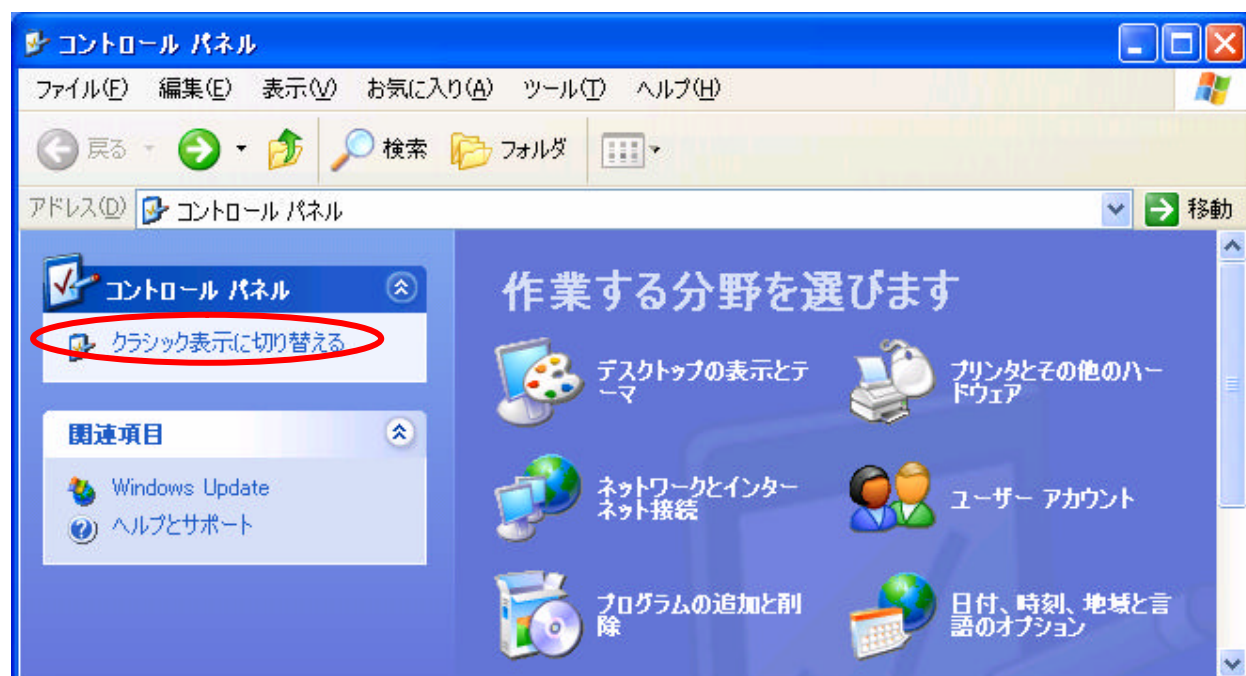 コントロール パネル
ファイル(F) 編集(E) 表示(V) お気に入り(A) ツール(T) ヘルプ(H)
戻る 検索 フォルダ
アドレス(D) コントロール パネル 移動
コントロール パネル
クラシック表示に切り替える
関連項目
Windows Update
ヘルプとサポート
作業する分野を選びます
デスクトップの表示とテ
ーマ
プリンタとその他のハー
ドウェア
ネットワークとインター
ネット接続
ユーザー アカウント
プログラムの追加と削
除
日付、時刻、地域と言
語のオプション